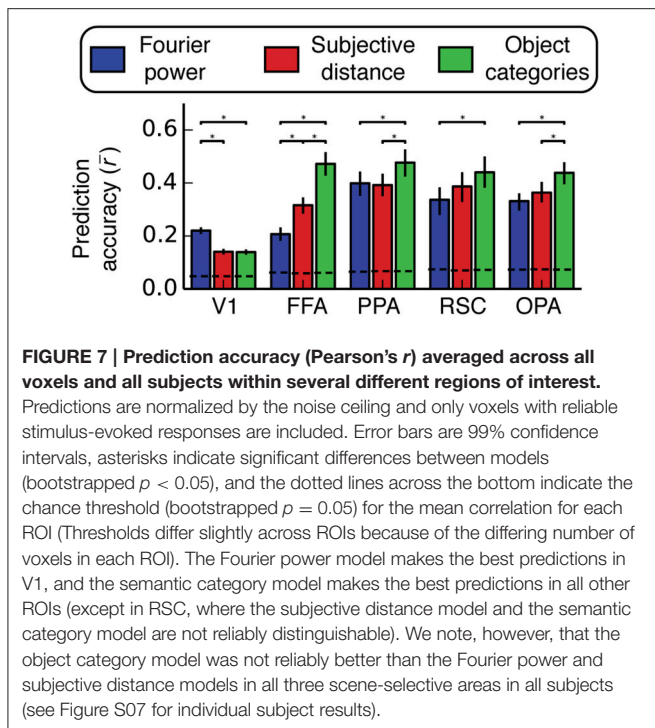 Fourier power
Subjective distance
Object categories
* * * * * * *
* * * * *
Prediction accuracy (r̄)
0.6
0.4
0.2
0.0
V1 FFA PPA RSC OPA
FIGURE 7 | Prediction accuracy (Pearson's r) averaged across all
voxels and all subjects within several different regions of interest.
Predictions are normalized by the noise ceiling and only voxels with reliable
stimulus-evoked responses are included. Error bars are 99% confidence
intervals, asterisks indicate significant differences between models
(bootstrapped p < 0.05), and the dotted lines across the bottom indicate the
chance threshold (bootstrapped p = 0.05) for the mean correlation for each
ROI (Thresholds differ slightly across ROIs because of the differing number of
voxels in each ROI). The Fourier power model makes the best predictions in
V1, and the semantic category model makes the best predictions in all other
ROIs (except in RSC, where the subjective distance model and the semantic
category model are not reliably distinguishable). We note, however, that the
object category model was not reliably better than the Fourier power and
subjective distance models in all three scene-selective areas in all subjects
(see Figure S07 for individual subject results).